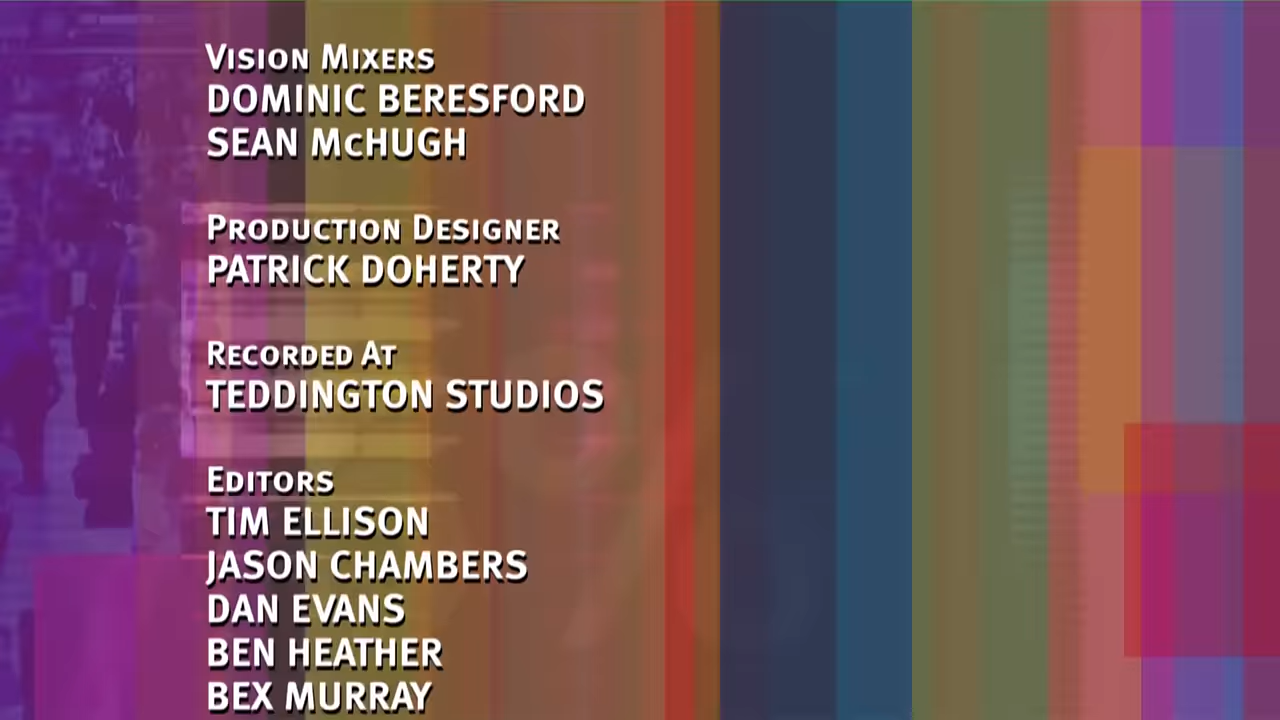 Vision Mixers
DOMINIC BERESFORD
SEAN McHUGH
Production Designer
PATRICK DOHERTY
Recorded At
TEDDINGTON STUDIOS
Editors
TIM ELLISON
JASON CHAMBERS
DAN EVANS
BEN HEATHER
BEX MURRAY